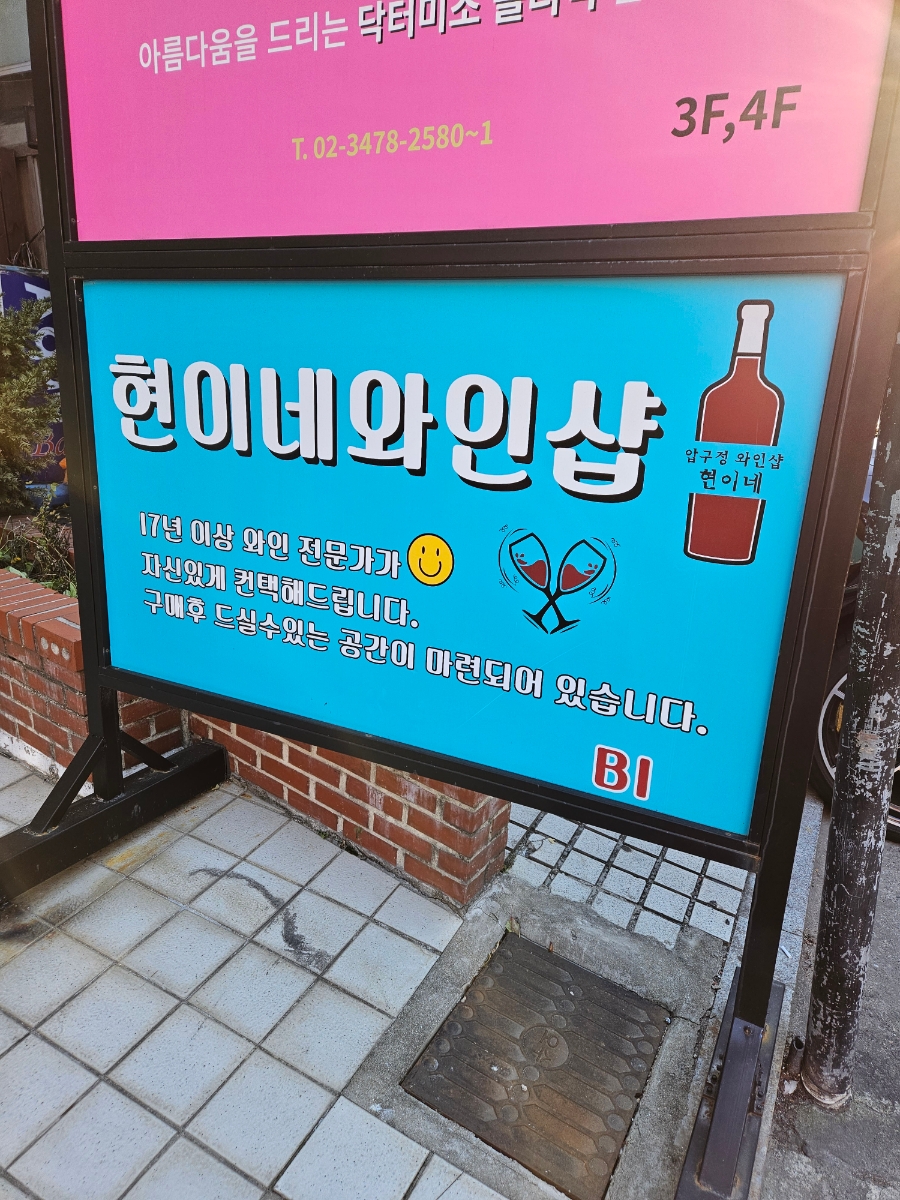 아름다움을 드리는 닥터미소
T. 02-3478-2580~1
3F,4F
현이네와인샵
압구정 와인샵
현이네
17년 이상 와인 전문가가
자신있게 컨택해드립니다.
구매후 드실수있는 공간이 마련되어 있습니다.
B1